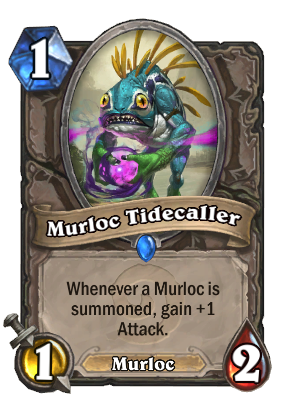 1
Murloc Tidecaller
Whenever a Murloc is
summoned, gain +1
Attack.
1
Murloc
2